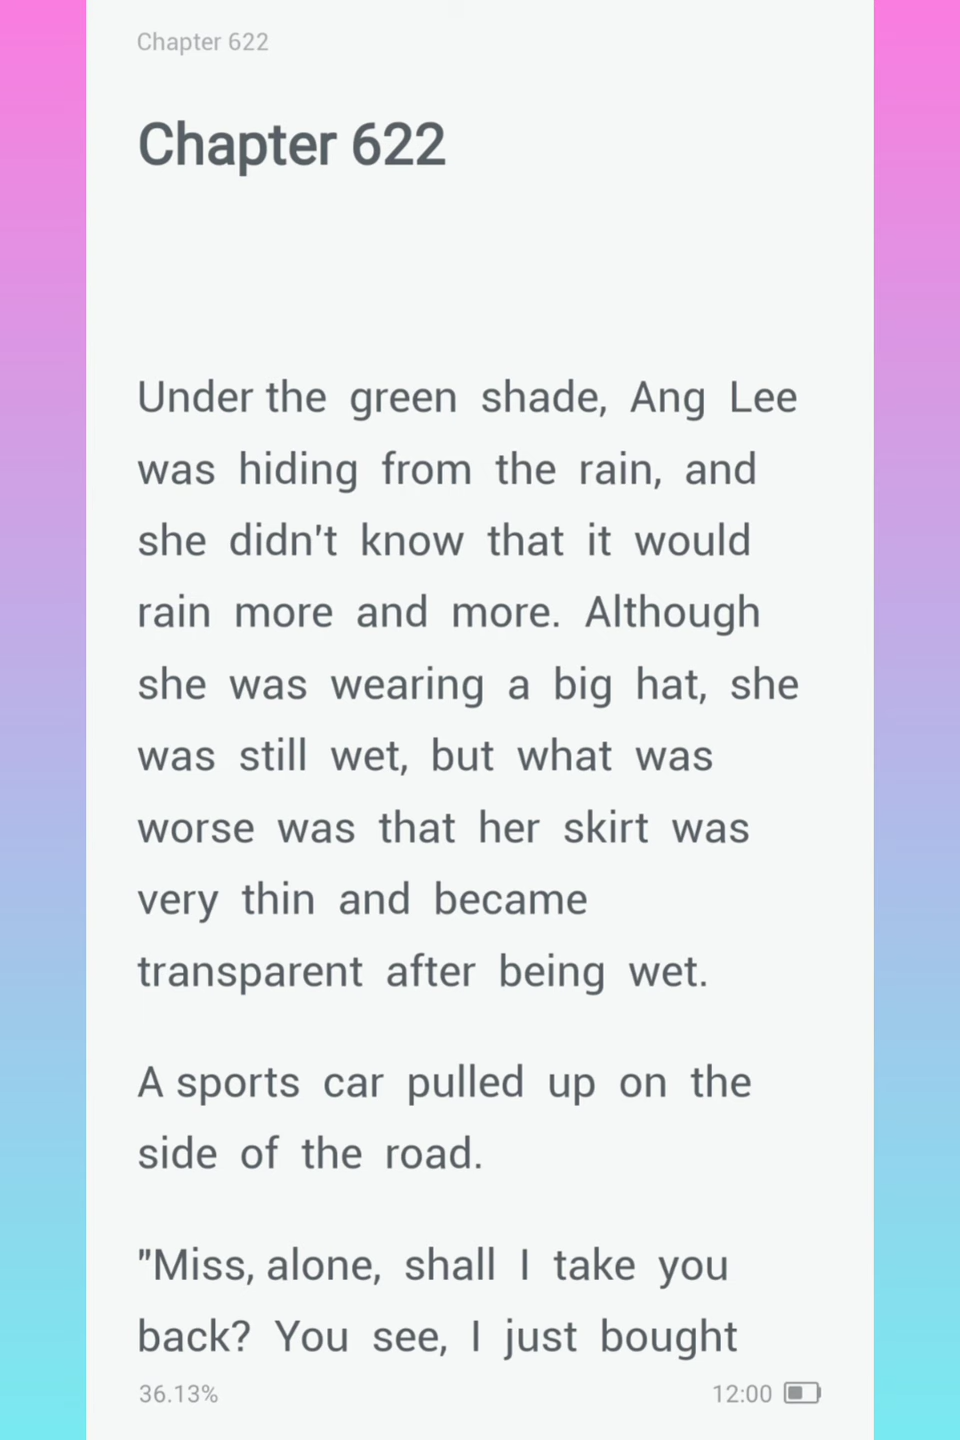 Chapter 622
Chapter 622
Under the green shade, Ang Lee
was hiding from the rain, and
she didn't know that it would
rain more and more. Although
she was wearing a big hat, she
was still wet, but what was
worse was that her skirt was
very thin and became
transparent after being wet.
A sports car pulled up on the
side of the road.
"Miss, alone, shall I take you
back? You see, I just bought
36.13% 12:00